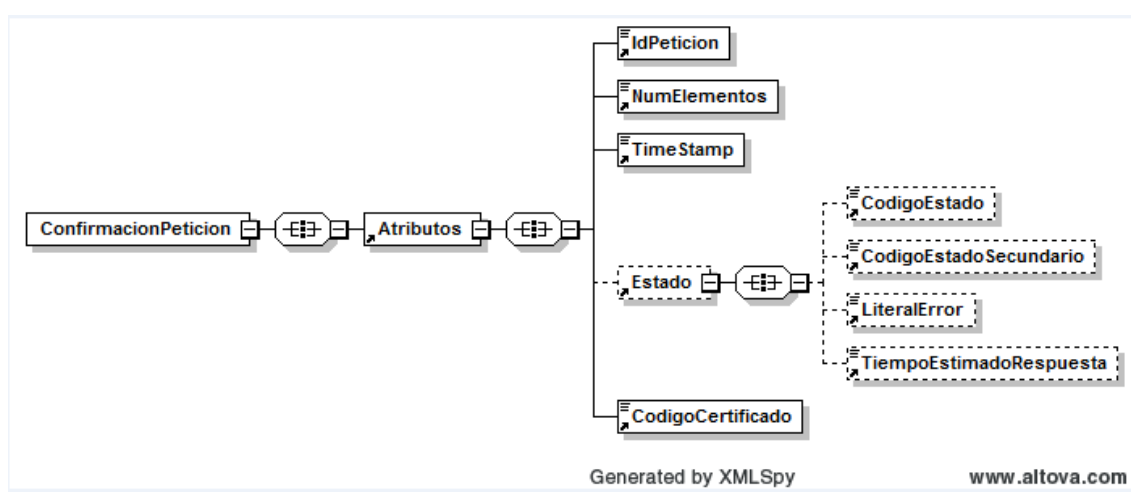 IdPeticion
NumElementos
TimeStamp
ConfirmacionPeticion
Atributos
CodigoEstado
CodigoEstadoSecundario
Estado
LiteralError
TiempoEstimadoRespuesta
CodigoCertificado
Generated by XMLSpy www.altova.com